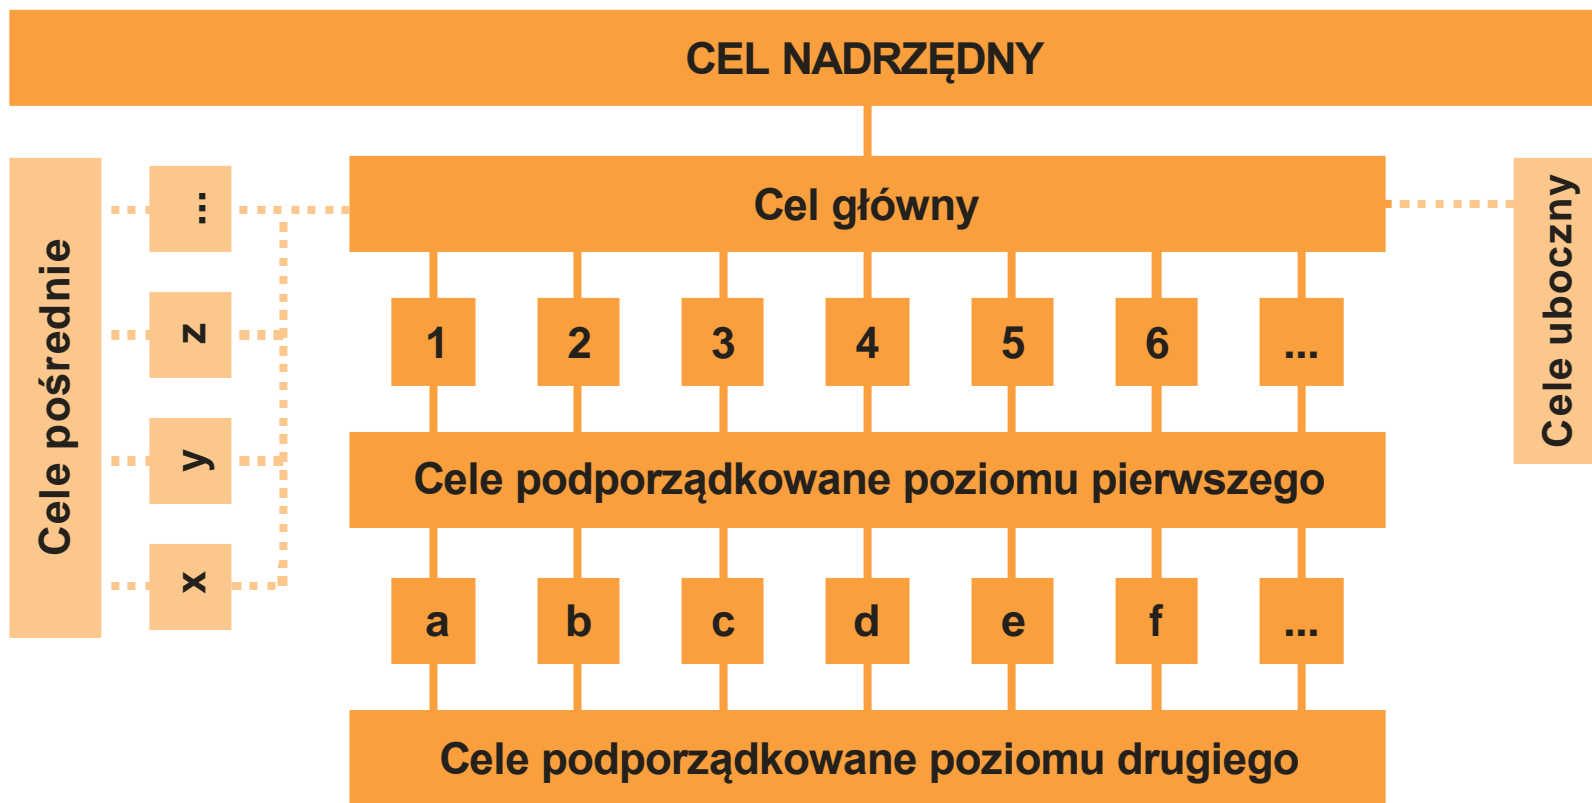 CEL NADRZĘDNY
Cele pośrednie
...
z
y
x
Cel główny
1 2 3 4 5 6 ...
Cele podporządkowane poziomu pierwszego
a b c d e f ...
Cele podporządkowane poziomu drugiego
Cele uboczny